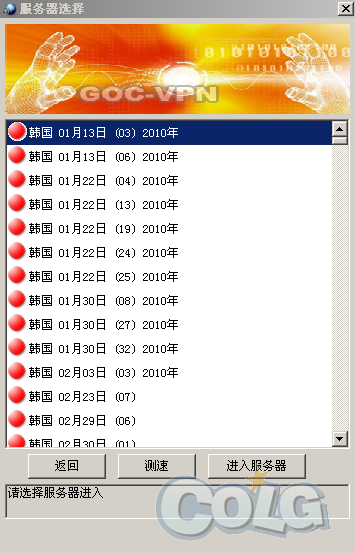 服务器选择
GOC-VPN
韩国 01月13日 (03) 2010年
韩国 01月13日 (06) 2010年
韩国 01月22日 (04) 2010年
韩国 01月22日 (13) 2010年
韩国 01月22日 (19) 2010年
韩国 01月22日 (24) 2010年
韩国 01月22日 (25) 2010年
韩国 01月30日 (08) 2010年
韩国 01月30日 (27) 2010年
韩国 01月30日 (32) 2010年
韩国 02月03日 (03) 2010年
韩国 02月23日 (07)
韩国 02月29日 (06)
韩国 02月30日 (01)
返回 测速 进入服务器
请选择服务器进入
COLG